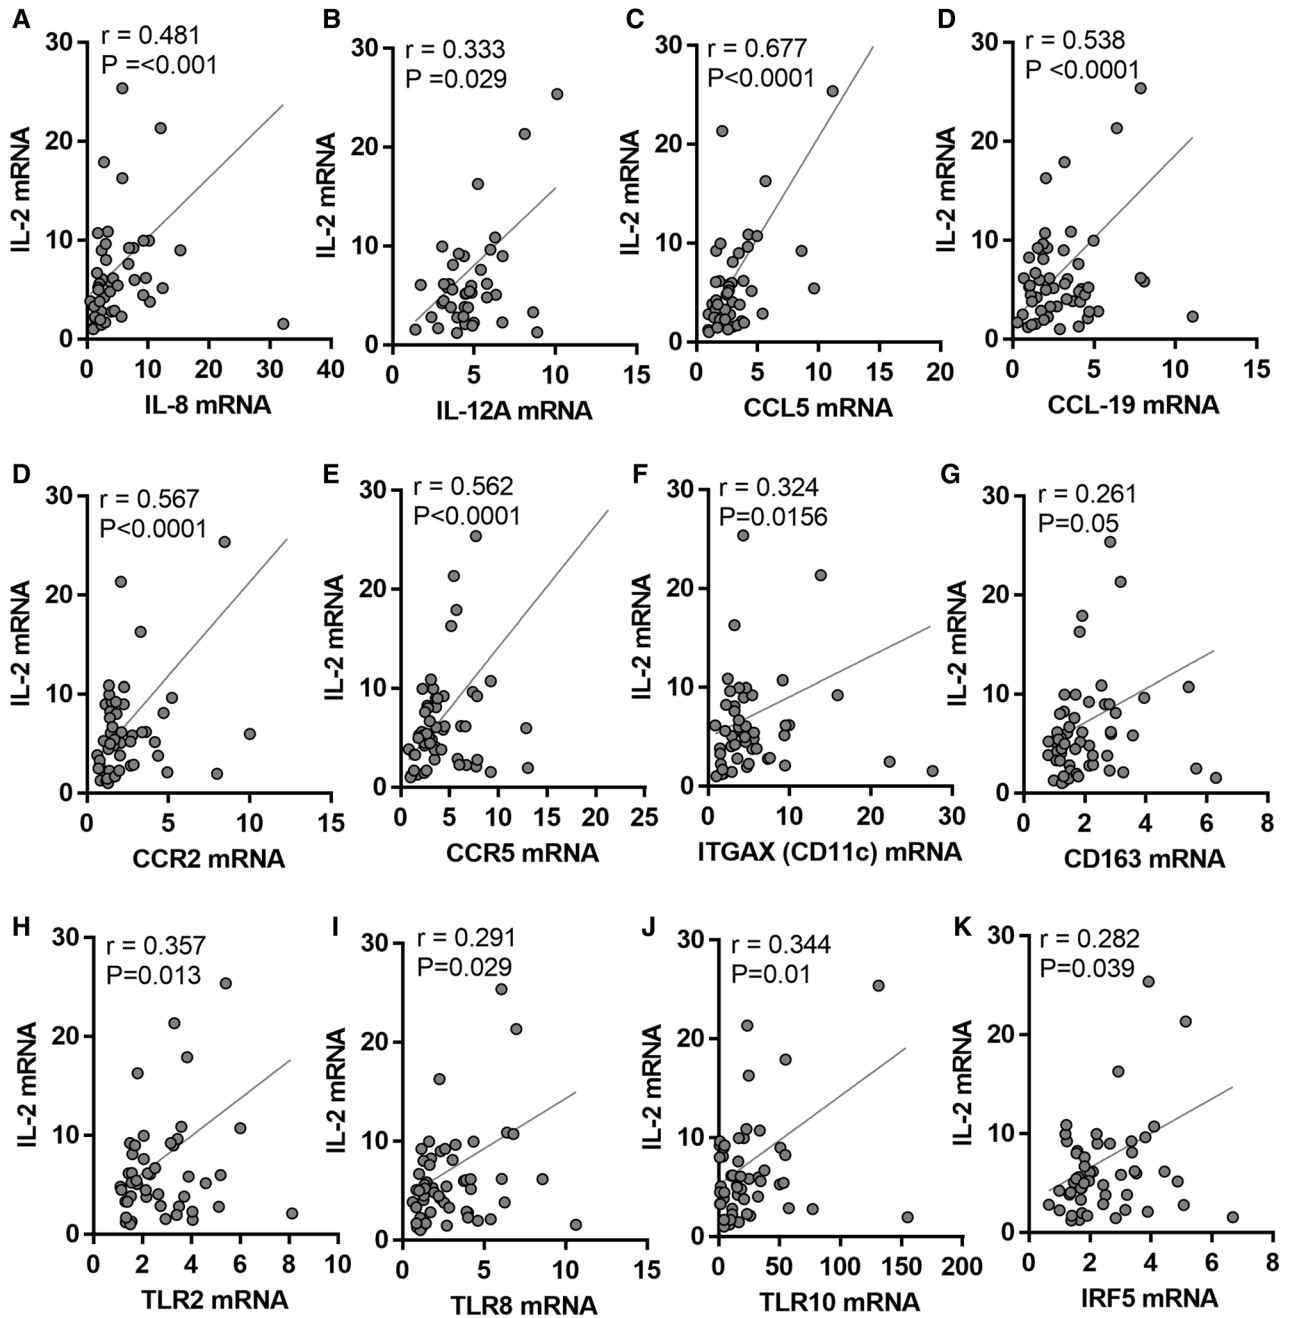 A
r = 0.481
P =<0.001
IL-2 mRNA
30
20
10
0
0 10 20 30 40
IL-8 mRNA
B
r = 0.333
P =0.029
IL-2 mRNA
30
20
10
0
0 5 10 15
IL-12A mRNA
C
r = 0.677
P<0.0001
IL-2 mRNA
30
20
10
0
0 5 10 15 20
CCL5 mRNA
D
r = 0.538
P <0.0001
IL-2 mRNA
30
20
10
0
0 5 10 15
CCL-19 mRNA
D
r = 0.567
P<0.0001
IL-2 mRNA
30
20
10
0
0 5 10 15
CCR2 mRNA
E
r = 0.562
P<0.0001
IL-2 mRNA
30
20
10
0
0 5 10 15 20 25
CCR5 mRNA
F
r = 0.324
P=0.0156
IL-2 mRNA
30
20
10
0
0 10 20 30
ITGAX (CD11c) mRNA
G
r = 0.261
P=0.05
IL-2 mRNA
30
20
10
0
0 2 4 6 8
CD163 mRNA
H
r = 0.357
P=0.013
IL-2 mRNA
30
20
10
0
0 2 4 6 8 10
TLR2 mRNA
I
r = 0.291
P=0.029
IL-2 mRNA
30
20
10
0
0 5 10 15
TLR8 mRNA
J
r = 0.344
P=0.01
IL-2 mRNA
30
20
10
0
0 50 100 150 200
TLR10 mRNA
K
r = 0.282
P=0.039
IL-2 mRNA
30
20
10
0
0 2 4 6 8
IRF5 mRNA